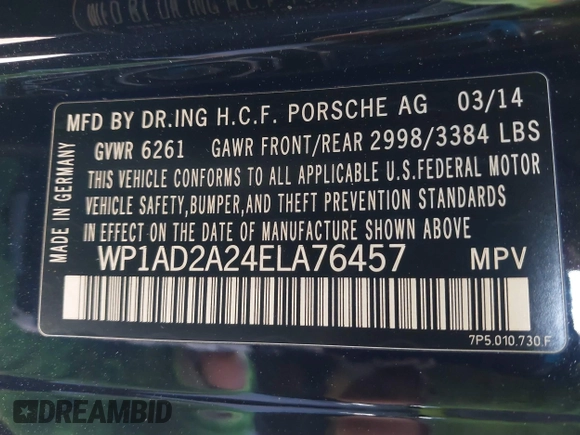 MFD BY DR.ING H.C.F. PORSCHE AG 03/14
GVWR 6261 GAWR FRONT/REAR 2998/3384 LBS
THIS VEHICLE CONFORMS TO ALL APPLICABLE U.S.FEDERAL MOTOR
VEHICLE SAFETY,BUMPER,AND THEFT PREVENTION STANDARDS
IN EFFECT ON THE DATE OF MANUFACTURE SHOWN ABOVE
WP1AD2A24ELA76457 MPV
7P5.010.730.F
MADE IN GERMANY
DREAMBID